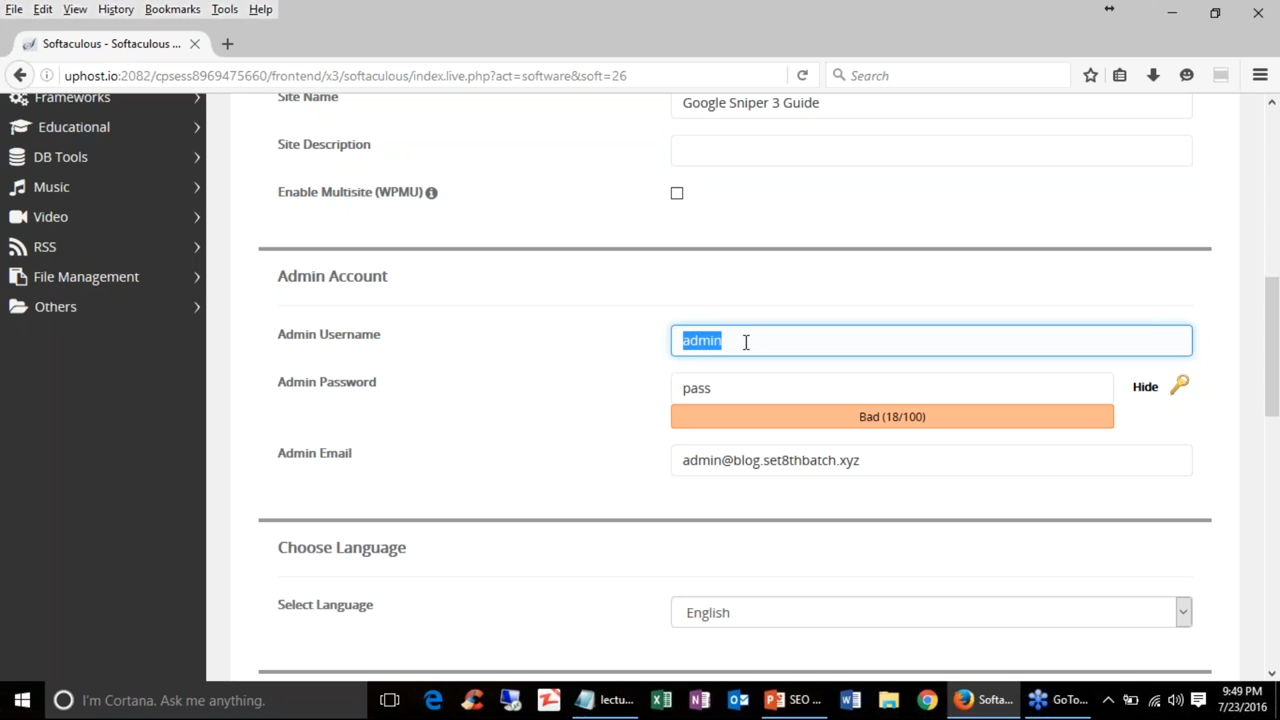 File Edit View History Bookmarks Tools Help
Softaculous - Softaculous ...
uphost.io:2082/cpsess8969475660/frontend/x3/softaculous/index.live.php?act=software&soft=26
Search
Frameworks
Educational
DB Tools
Music
Video
RSS
File Management
Others
Site Name Google Sniper 3 Guide
Site Description
Enable Multisite (WPMU)
Admin Account
Admin Username admin
Admin Password pass Hide
Bad (18/100)
Admin Email admin@blog.set8thbatch.xyz
Choose Language
Select Language English
I'm Cortana. Ask me anything.
lectu...
SEO ...
Softa...
GoTo...
9:49 PM
7/23/2016